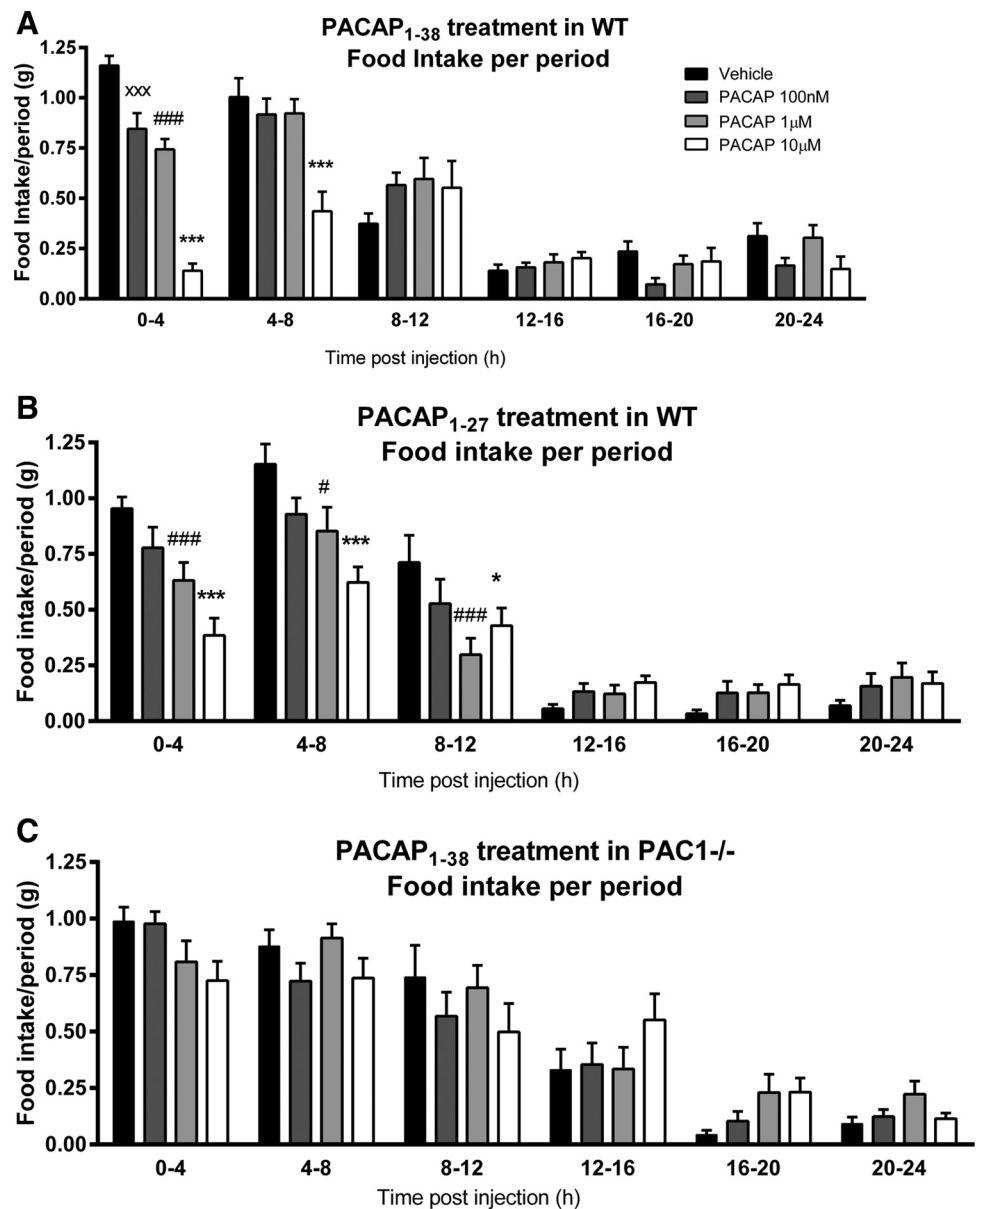 A
PACAP1-38 treatment in WT
Food Intake per period
Food Intake/period (g)
1.25
1.00
0.75
0.50
0.25
0.00
xxx
###
***
***
Vehicle
PACAP 100nM
PACAP 1μM
PACAP 10μM
0-4 4-8 8-12 12-16 16-20 20-24
Time post injection (h)
B
PACAP1-27 treatment in WT
Food intake per period
Food intake/period (g)
1.25
1.00
0.75
0.50
0.25
0.00
###
***
#
***
###
*
0-4 4-8 8-12 12-16 16-20 20-24
Time post injection (h)
C
PACAP1-38 treatment in PAC1-/-
Food intake per period
Food intake/period (g)
1.25
1.00
0.75
0.50
0.25
0.00
0-4 4-8 8-12 12-16 16-20 20-24
Time post injection (h)